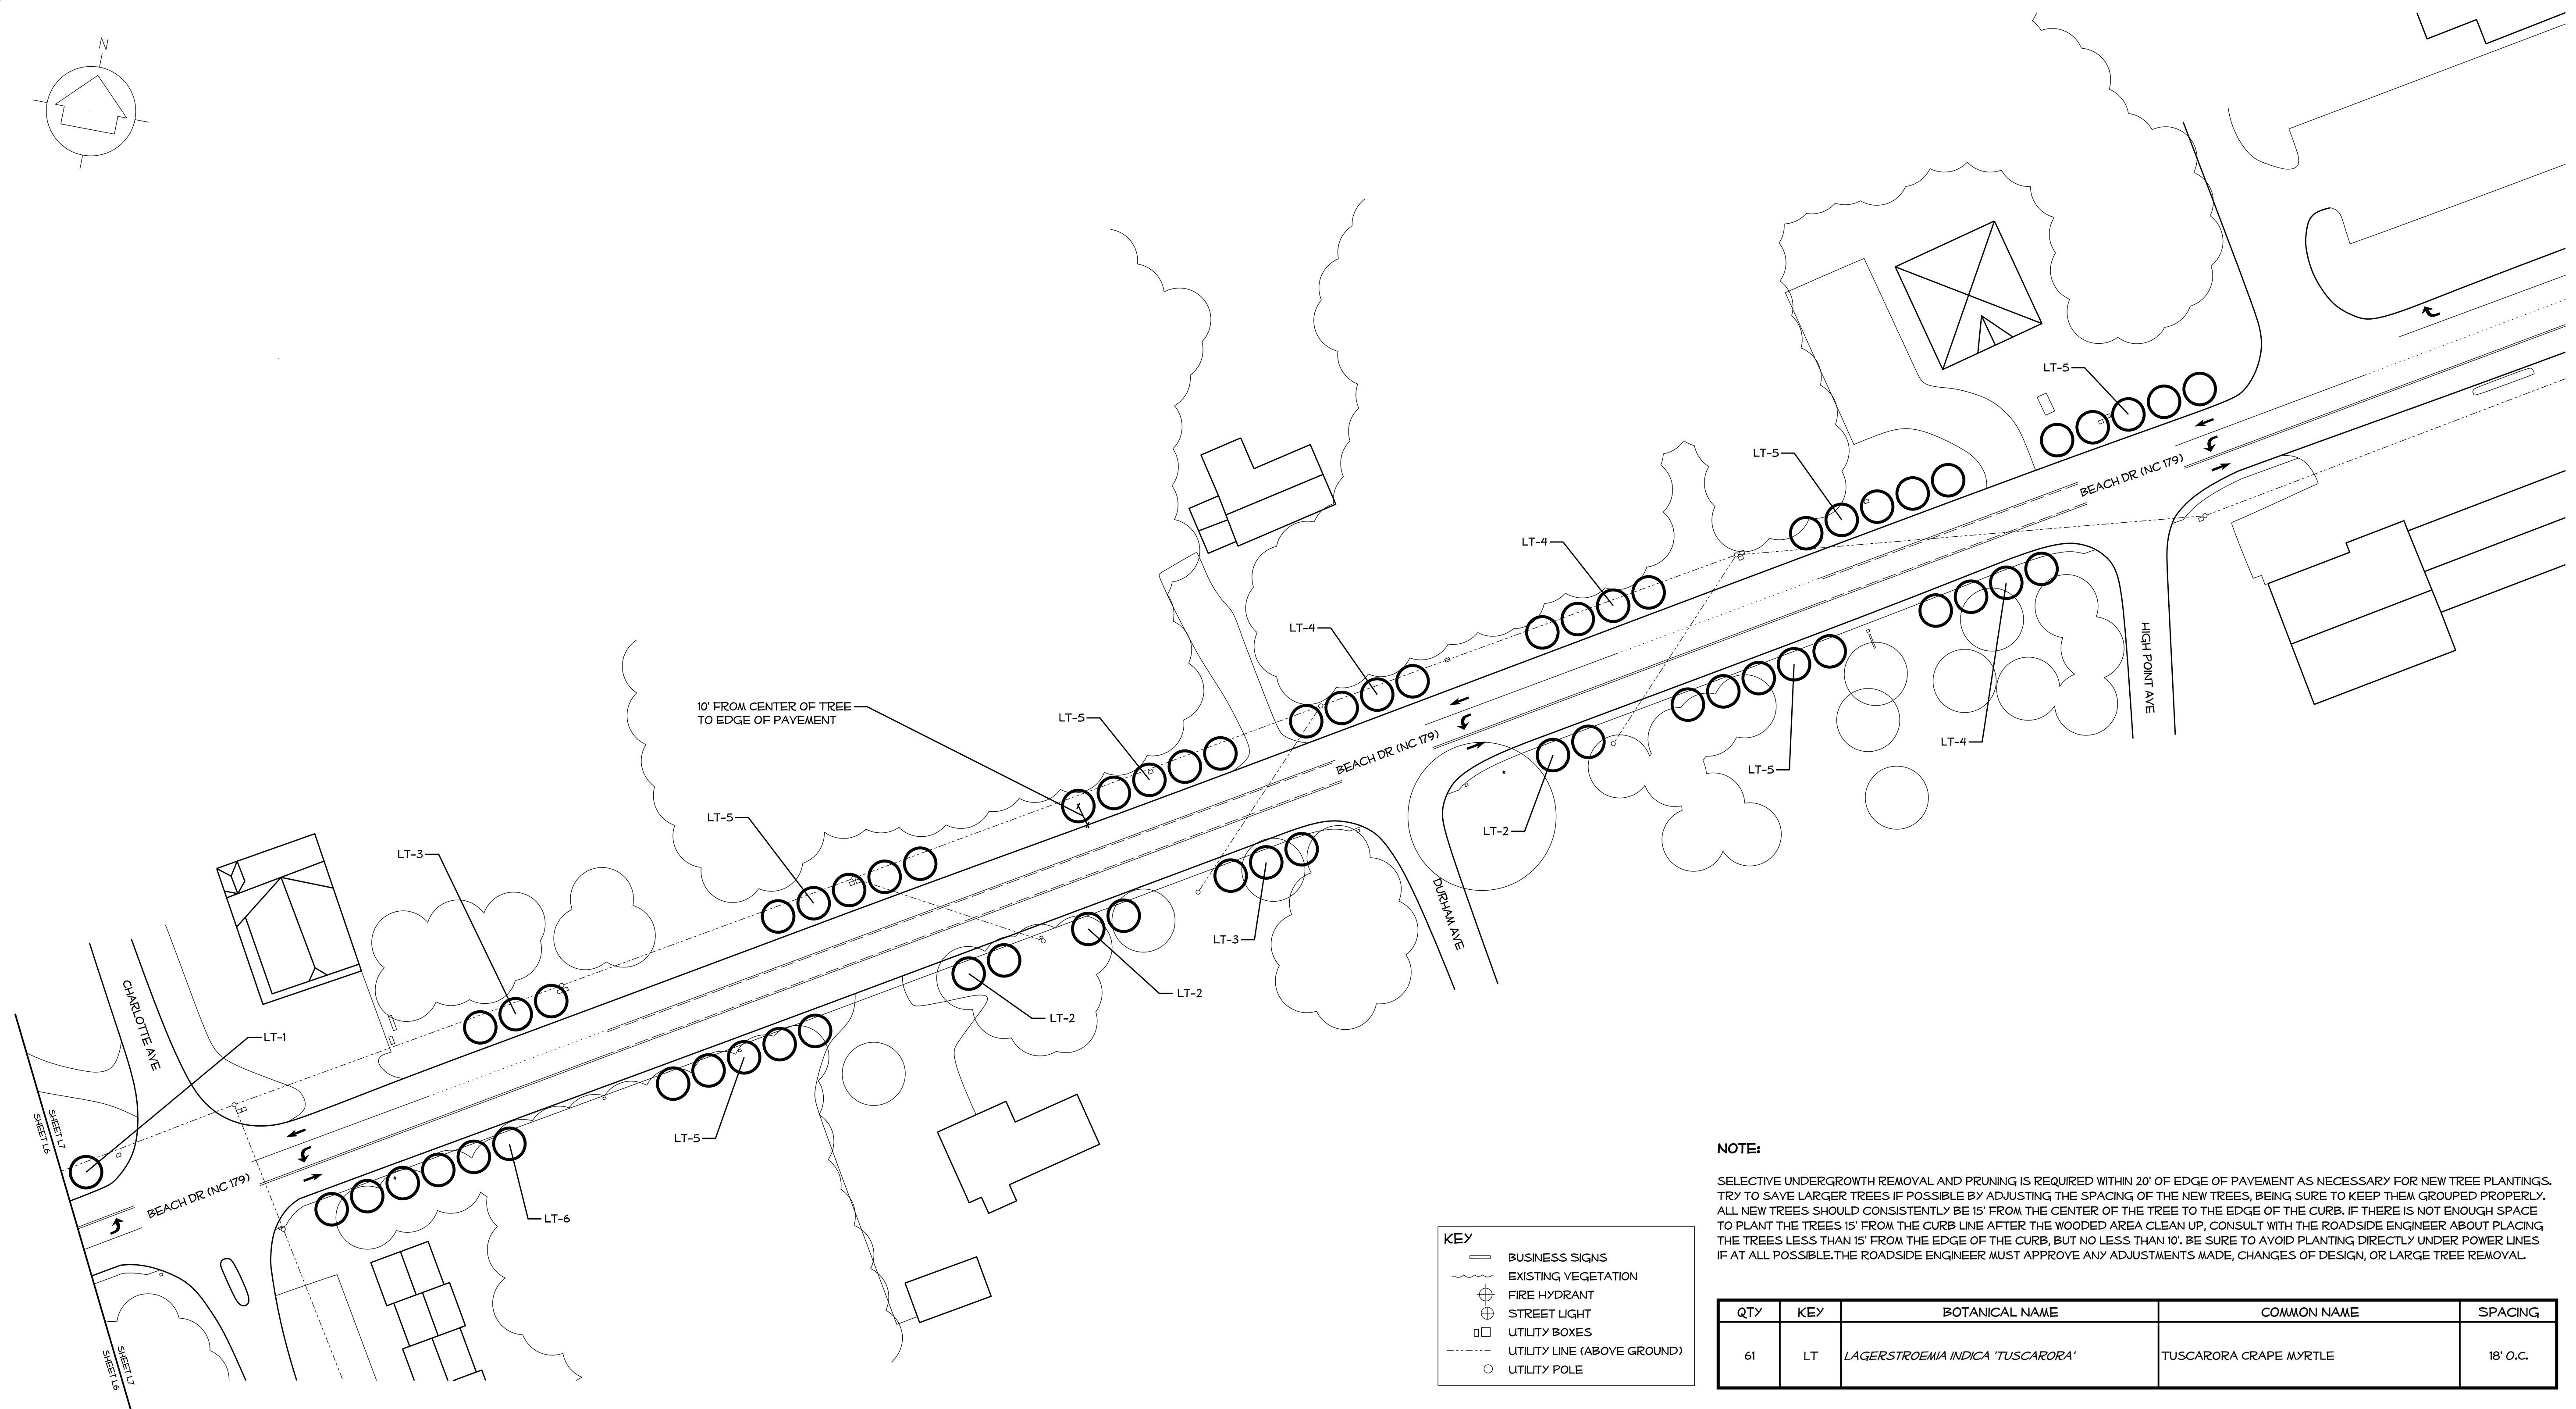 N
LT-5
LT-5
BEACH DR (NC 179)
LT-4
LT-4
HIGH POINT AVE
10' FROM CENTER OF TREE
TO EDGE OF PAVEMENT
LT-5
LT-4
BEACH DR (NC 179)
LT-5
LT-5
LT-2
LT-3
DURHAM AVE
LT-3
LT-2
LT-2
CHARLOTTE AVE
LT-1
SHEET L7
SHEET L6
LT-5
BEACH DR (NC 179)
LT-6
SHEET L7
SHEET L6
NOTE:
SELECTIVE UNDERGROWTH REMOVAL AND PRUNING IS REQUIRED WITHIN 20' OF EDGE OF PAVEMENT AS NECESSARY FOR NEW TREE PLANTINGS.
TRY TO SAVE LARGER TREES IF POSSIBLE BY ADJUSTING THE SPACING OF THE NEW TREES, BEING SURE TO KEEP THEM GROUPED PROPERLY.
ALL NEW TREES SHOULD CONSISTENTLY BE 15' FROM THE CENTER OF THE TREE TO THE EDGE OF THE CURB. IF THERE IS NOT ENOUGH SPACE
TO PLANT THE TREES 15' FROM THE CURB LINE AFTER THE WOODED AREA CLEAN UP, CONSULT WITH THE ROADSIDE ENGINEER ABOUT PLACING
THE TREES LESS THAN 15' FROM THE EDGE OF THE CURB, BUT NO LESS THAN 10'. BE SURE TO AVOID PLANTING DIRECTLY UNDER POWER LINES
IF AT ALL POSSIBLE.THE ROADSIDE ENGINEER MUST APPROVE ANY ADJUSTMENTS MADE, CHANGES OF DESIGN, OR LARGE TREE REMOVAL.
KEY
BUSINESS SIGNS
EXISTING VEGETATION
FIRE HYDRANT
STREET LIGHT
UTILITY BOXES
UTILITY LINE (ABOVE GROUND)
UTILITY POLE
QTY KEY BOTANICAL NAME COMMON NAME SPACING
61 LT LAGERSTROEMIA INDICA 'TUSCARORA' TUSCARORA CRAPE MYRTLE 18' O.C.